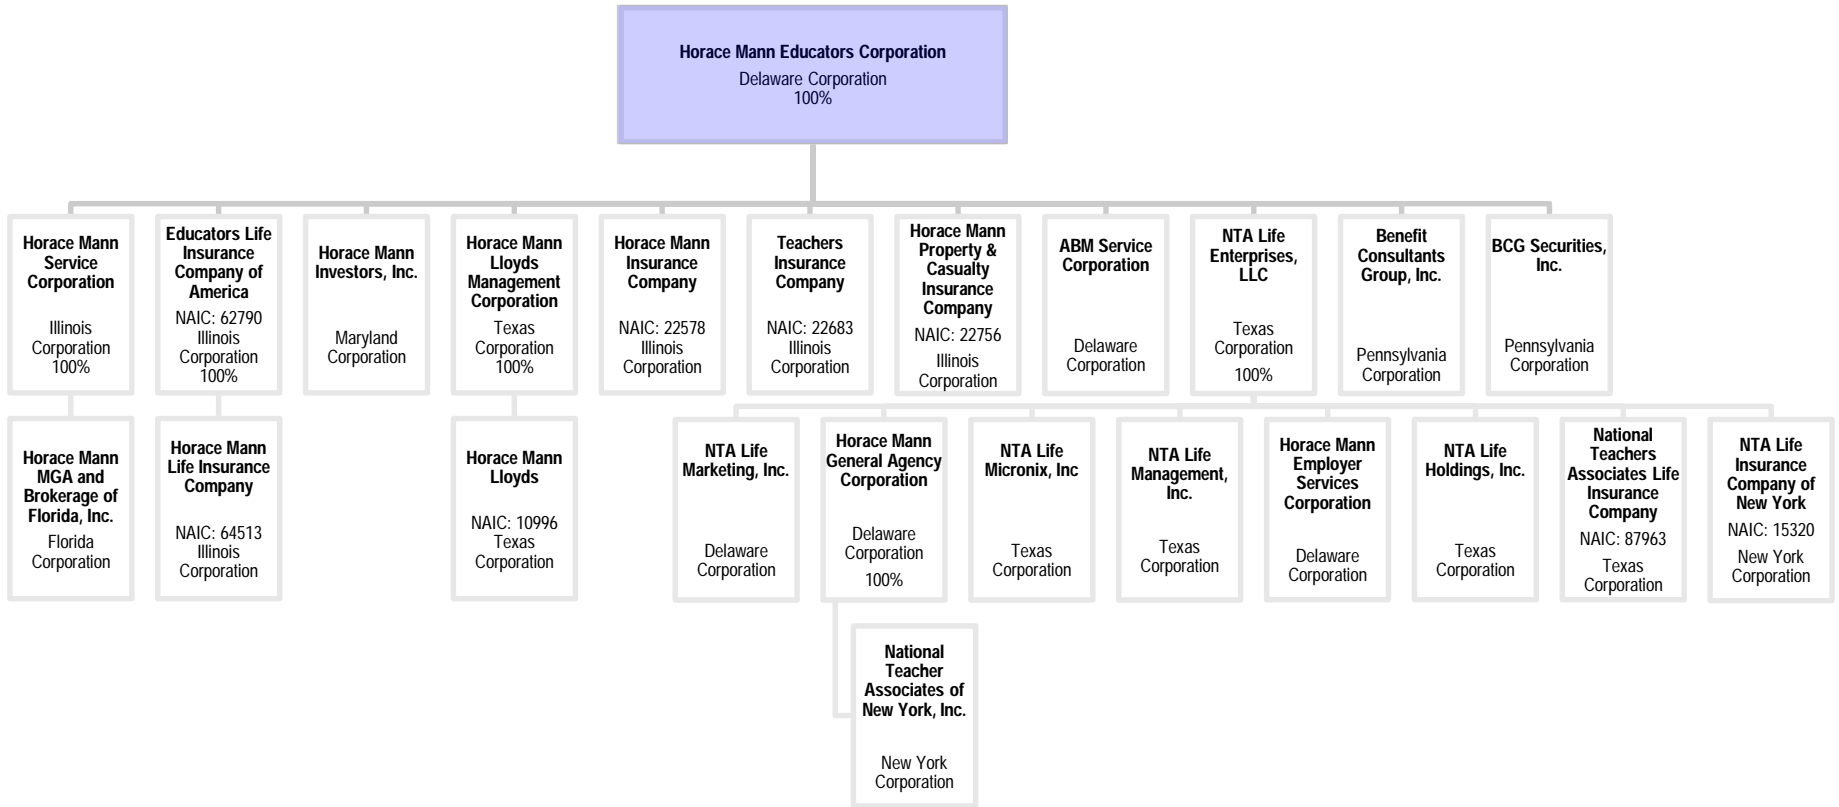 Horace Mann Educators Corporation
Delaware Corporation
100%
Horace Mann
Service
Corporation
Illinois
Corporation
100%
Educators Life
Insurance
Company of
America
NAIC: 62790
Illinois
Corporation
100%
Horace Mann
Investors, Inc.
Maryland
Corporation
Horace Mann
Lloyds
Management
Corporation
Texas
Corporation
100%
Horace Mann
Insurance
Company
NAIC: 22578
Illinois
Corporation
Teachers
Insurance
Company
NAIC: 22683
Illinois
Corporation
Horace Mann
Property &
Casualty
Insurance
Company
NAIC: 22756
Illinois
Corporation
ABM Service
Corporation
Delaware
Corporation
NTA Life
Enterprises,
LLC
Texas
Corporation
100%
Benefit
Consultants
Group, Inc.
Pennsylvania
Corporation
BCG Securities,
Inc.
Pennsylvania
Corporation
Horace Mann
MGA and
Brokerage of
Florida, Inc.
Florida
Corporation
Horace Mann
Life Insurance
Company
NAIC: 64513
Illinois
Corporation
Horace Mann
Lloyds
NAIC: 10996
Texas
Corporation
NTA Life
Marketing, Inc.
Delaware
Corporation
Horace Mann
General Agency
Corporation
Delaware
Corporation
100%
NTA Life
Micronix, Inc
Texas
Corporation
NTA Life
Management,
Inc.
Texas
Corporation
Horace Mann
Employer
Services
Corporation
Delaware
Corporation
NTA Life
Holdings, Inc.
Texas
Corporation
National
Teachers
Associates Life
Insurance
Company
NAIC: 87963
Texas
Corporation
NTA Life
Insurance
Company of
New York
NAIC: 15320
New York
Corporation
National
Teacher
Associates of
New York, Inc.
New York
Corporation